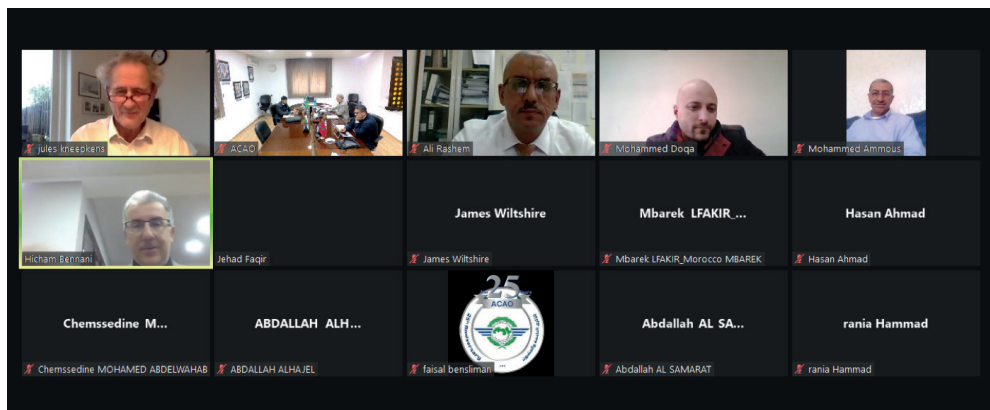 jules kneepkens
ACAO
Ali Rashem
Mohammed Doqa
Mohammed Ammous
Hicham Bennani
Jehad Faqir
James Wiltshire
James Wiltshire
Mbarek LFAKIR_...
Mbarek LFAKIR_Morocco MBAREK
Hasan Ahmad
Hasan Ahmad
Chemssedine M...
Chemssedine MOHAMED ABDELWAHAB
ABDALLAH ALH...
ABDALLAH ALHAJEL
25
ACAO
faisal bensliman ...
Abdallah AL SA...
Abdallah AL SAMARAT
rania Hammad
rania Hammad